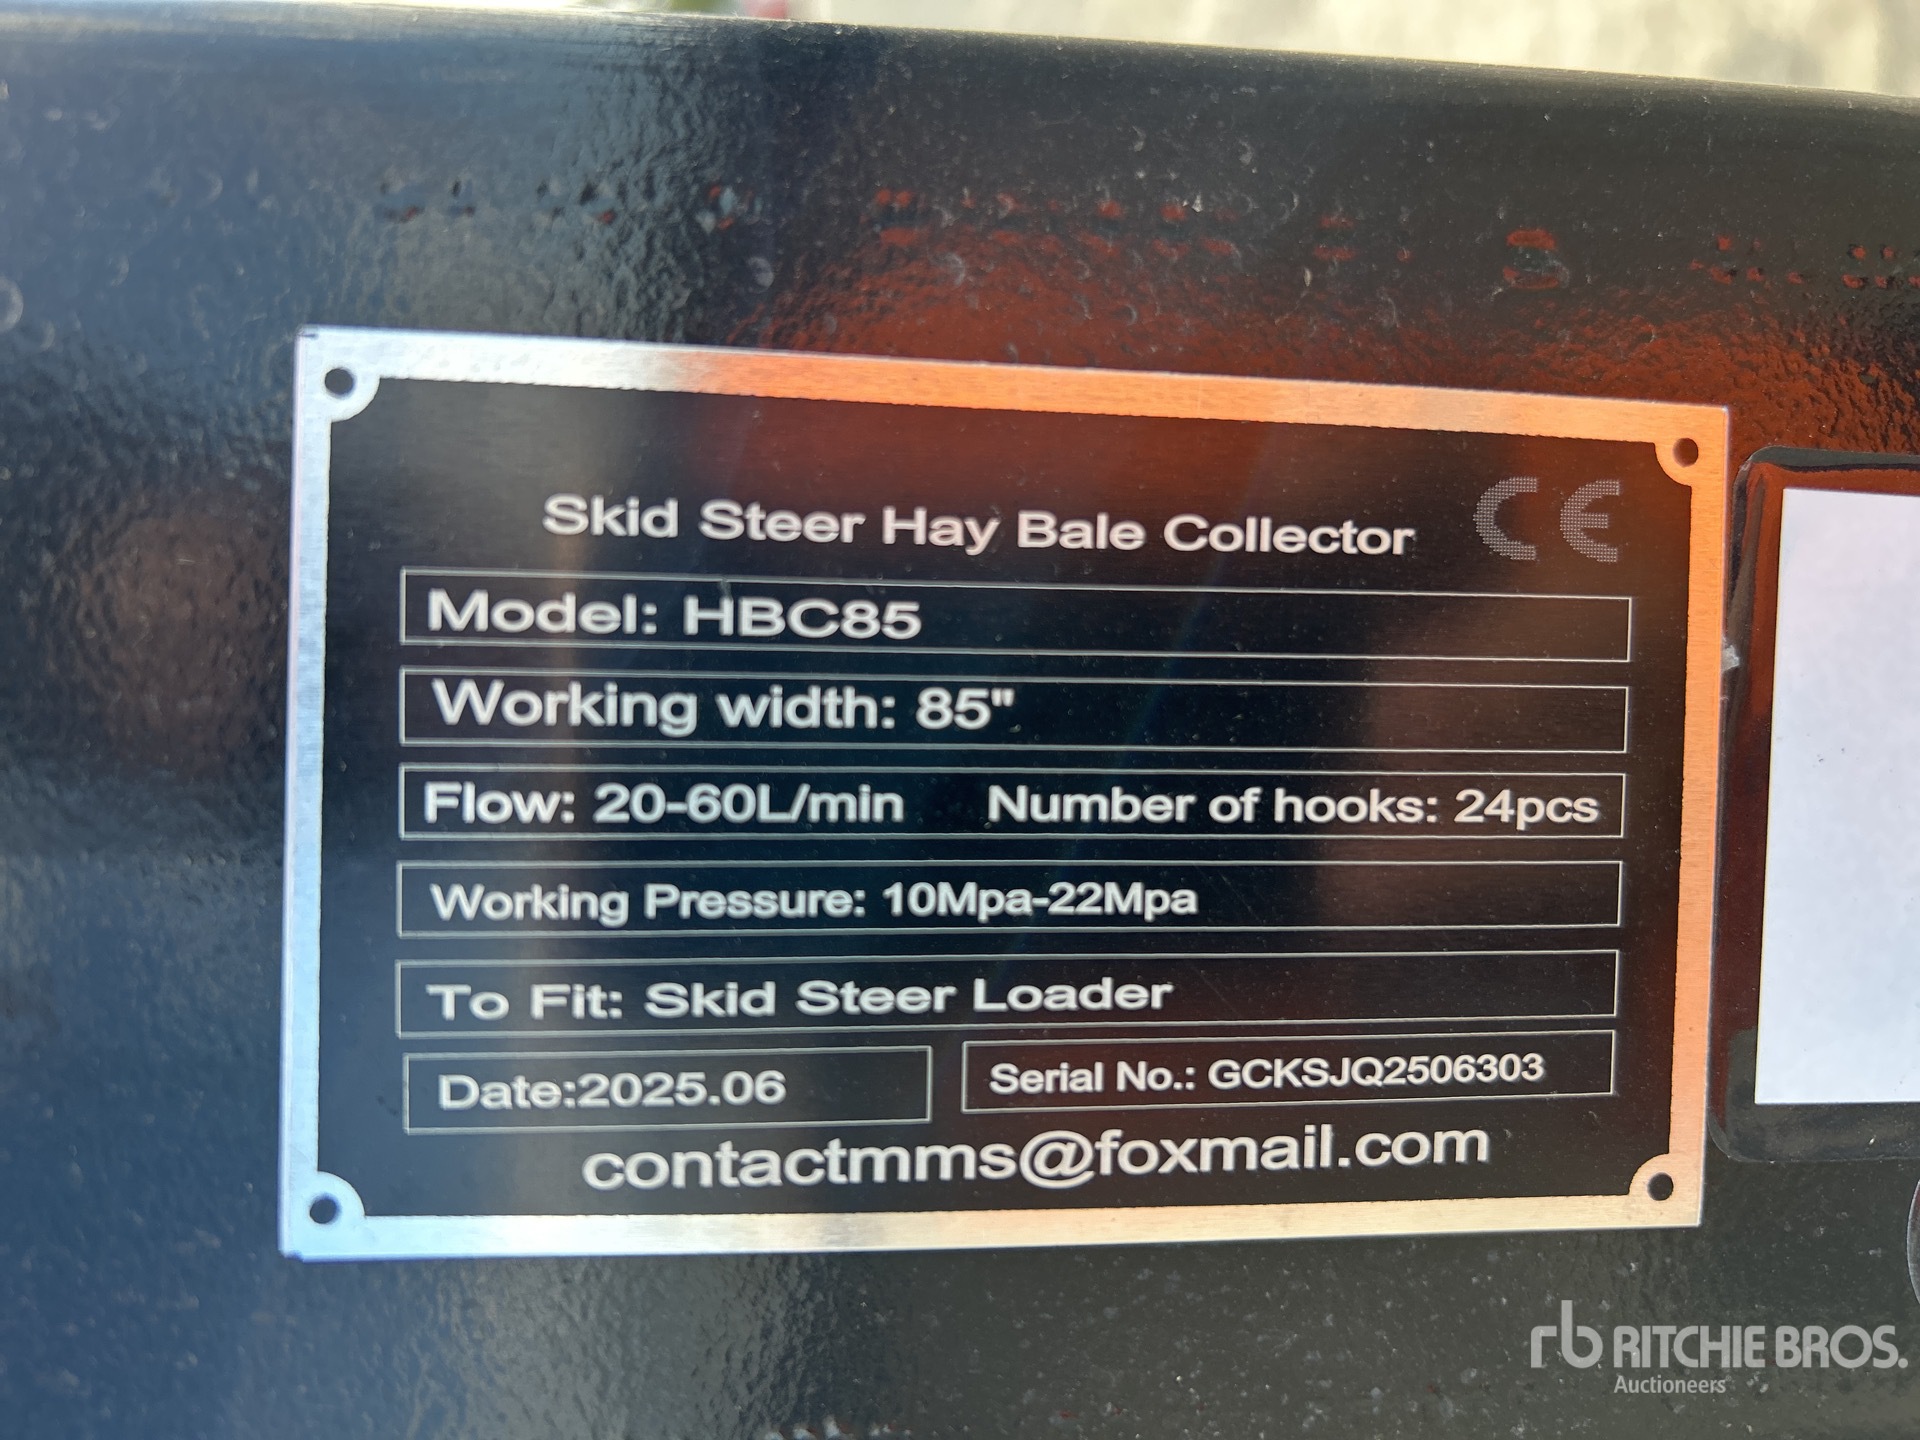 Skid Steer Hay Bale Collector CE
Model: HBC85
Working width: 85"
Flow: 20-60L/min Number of hooks: 24pcs
Working Pressure: 10Mpa-22Mpa
To Fit: Skid Steer Loader
Date:2025.06 Serial No.: GCKSJQ2506303
contactmms@foxmail.com
rb RITCHIE BROS.
Auctioneers